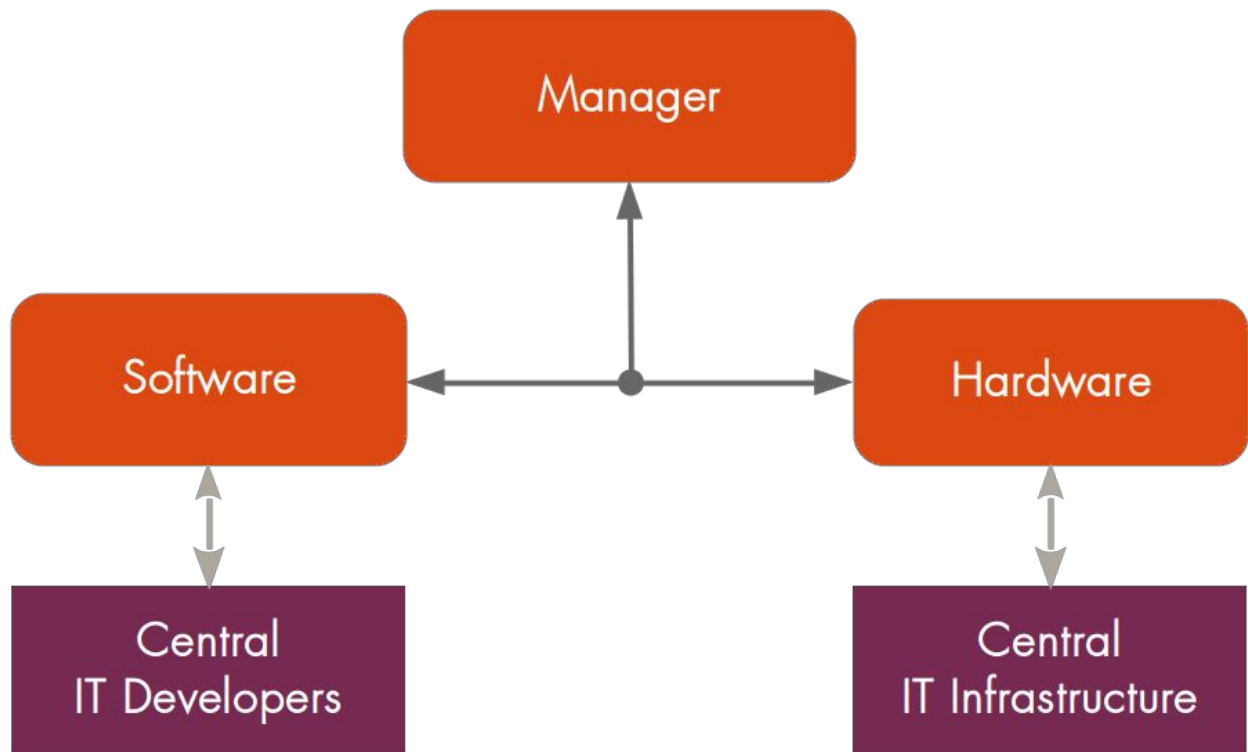 Manager
Software
Hardware
Central
IT Developers
Central
IT Infrastructure